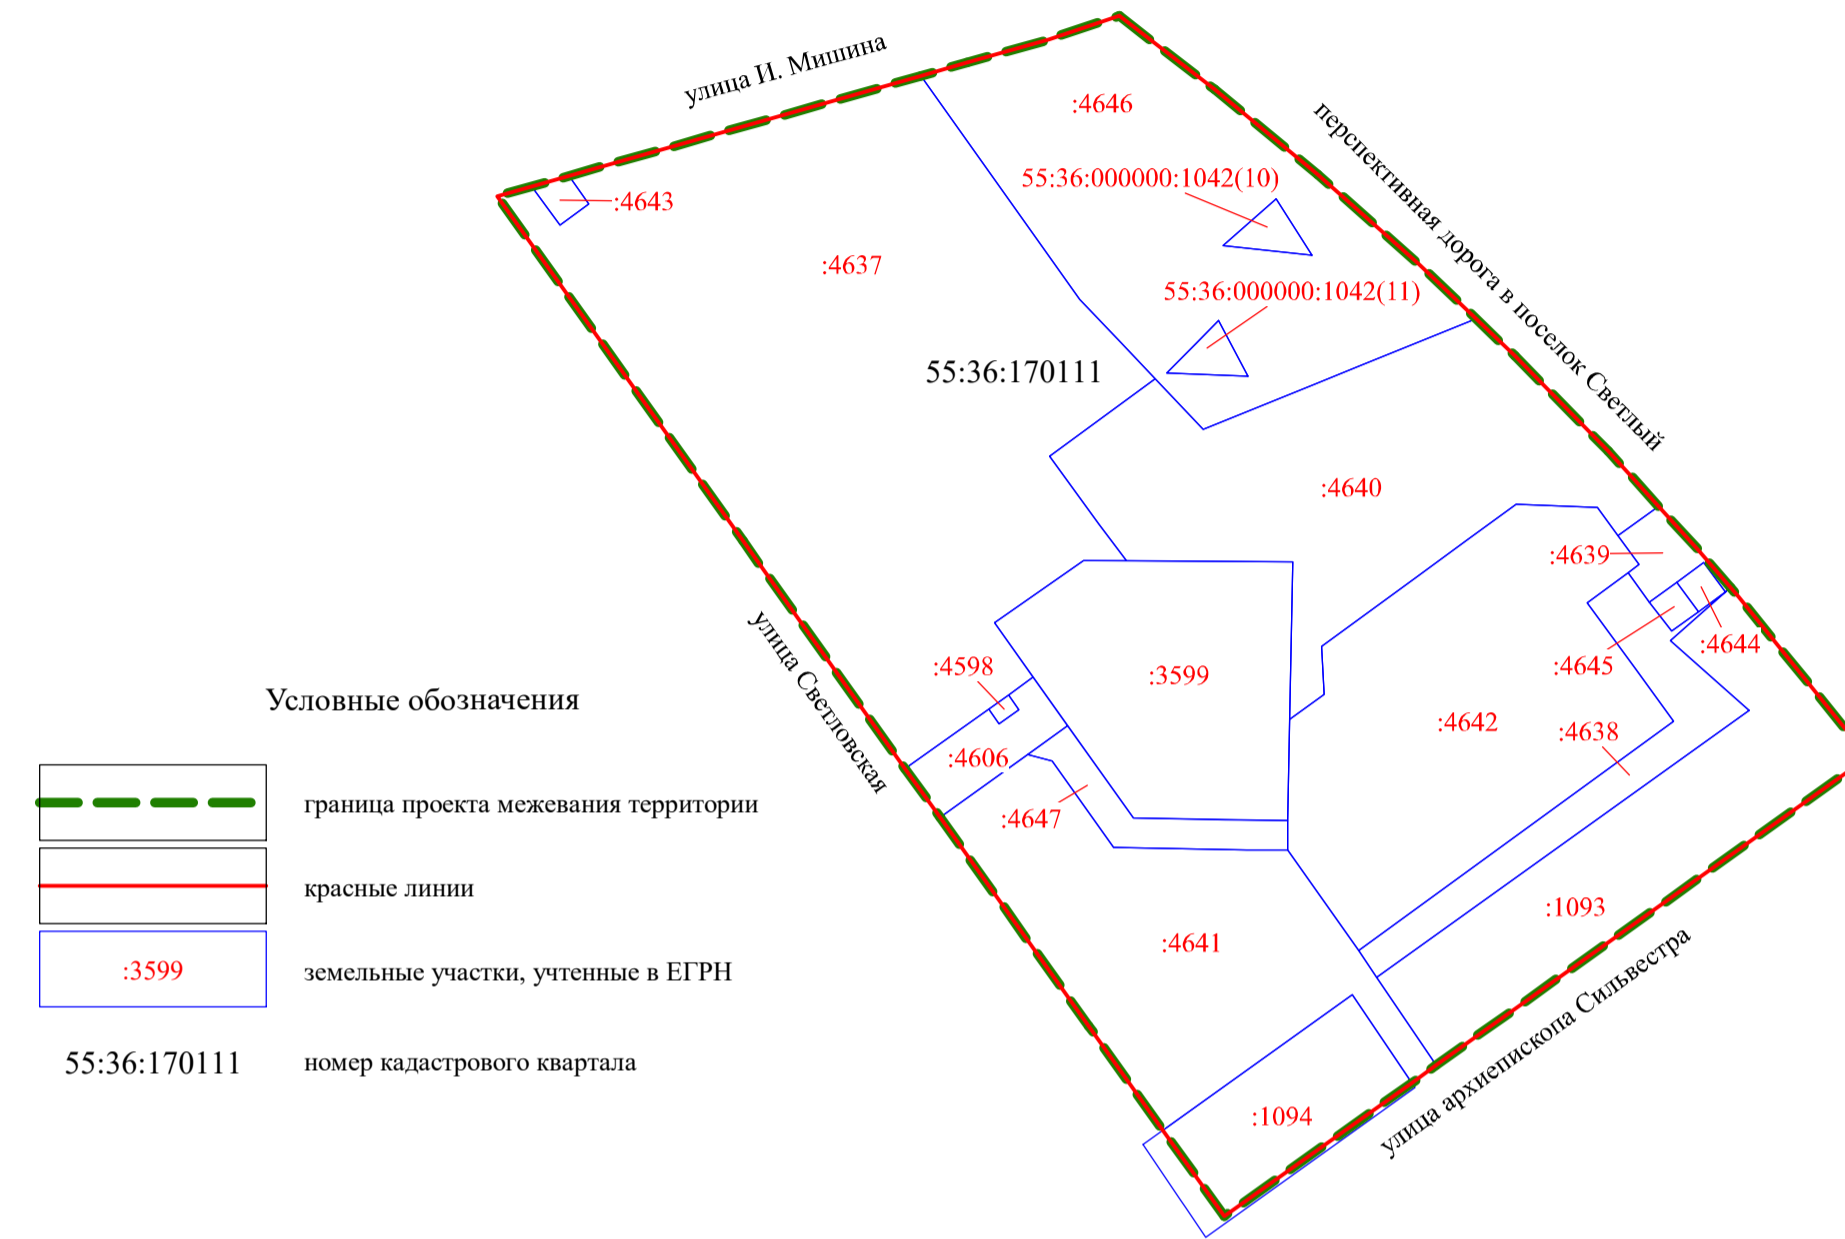 улица И. Мишина
:4646
перспективная дорога в поселок Светлый
55:36:000000:1042(10)
:4643
:4637
55:36:000000:1042(11)
55:36:170111
:4640
:4639
:4644
:4645
:4598
:3599
улица Светловская
:4642
:4638
:4606
:4647
:1093
:4641
улица архиепископа Сильвестра
:1094
Условные обозначения
граница проекта межевания территории
красные линии
:3599
земельные участки, учтенные в ЕГРН
55:36:170111
номер кадастрового квартала